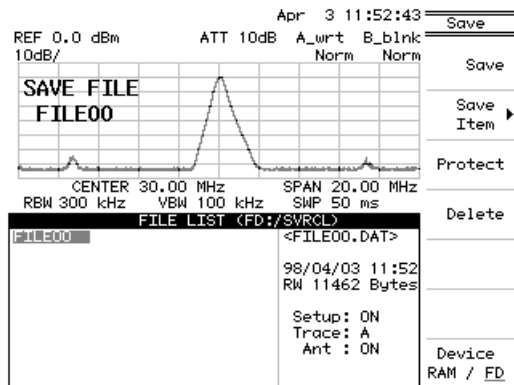 Apr 3 11:52:43
REF 0.0 dBm ATT 10dB A_wrt B_blnk
10dB/ Norm Norm
SAVE FILE
FILE00
CENTER 30.00 MHz SPAN 20.00 MHz
RBW 300 kHz VBW 100 kHz SWP 50 ms
FILE LIST (FD:/SVRCL)
FILE00
<FILE00.DAT>
98/04/03 11:52
RW 11462 Bytes
Setup: ON
Trace: A
Ant : ON
Save
Save
Save
Item
Protect
Delete
Device
RAM / FD